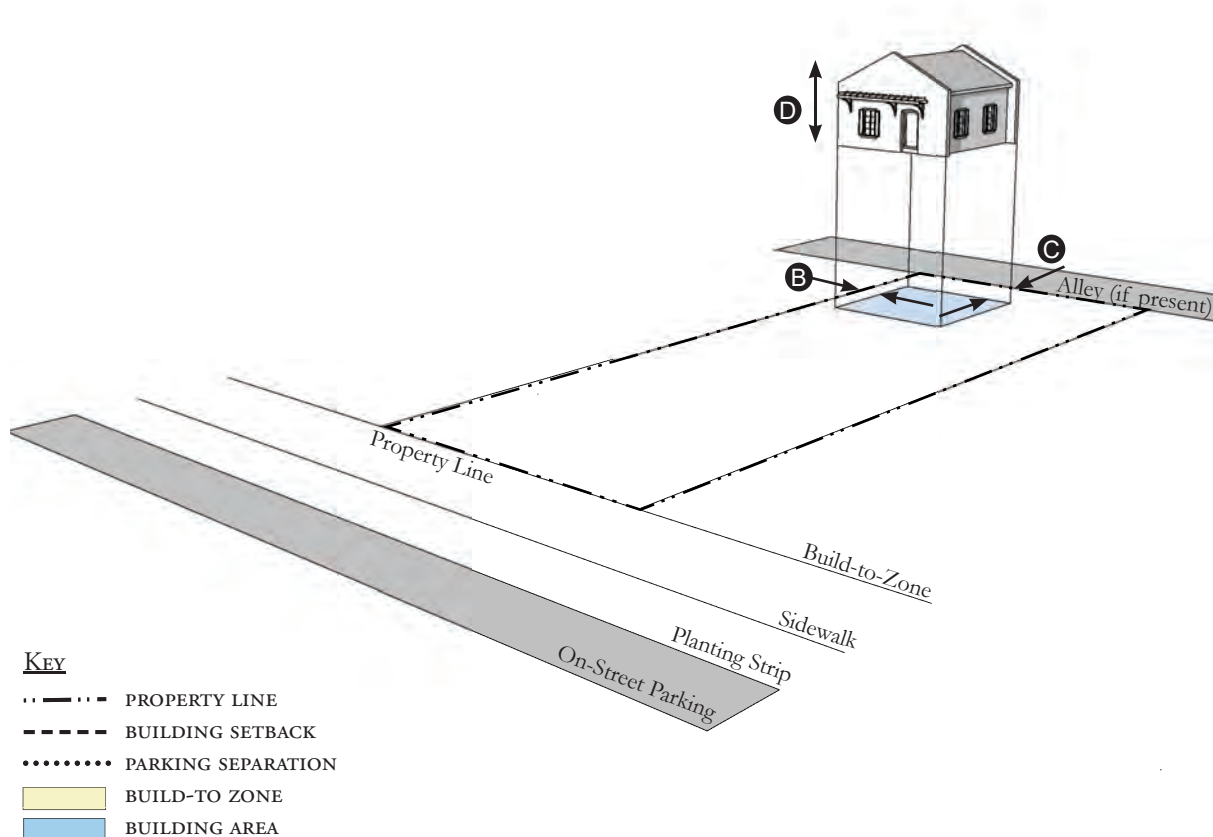 D
C
B
Alley (if present)
Property Line
Build-to-Zone
Sidewalk
Planting Strip
On-Street Parking
KEY
PROPERTY LINE
BUILDING SETBACK
PARKING SEPARATION
BUILD-TO ZONE
BUILDING AREA